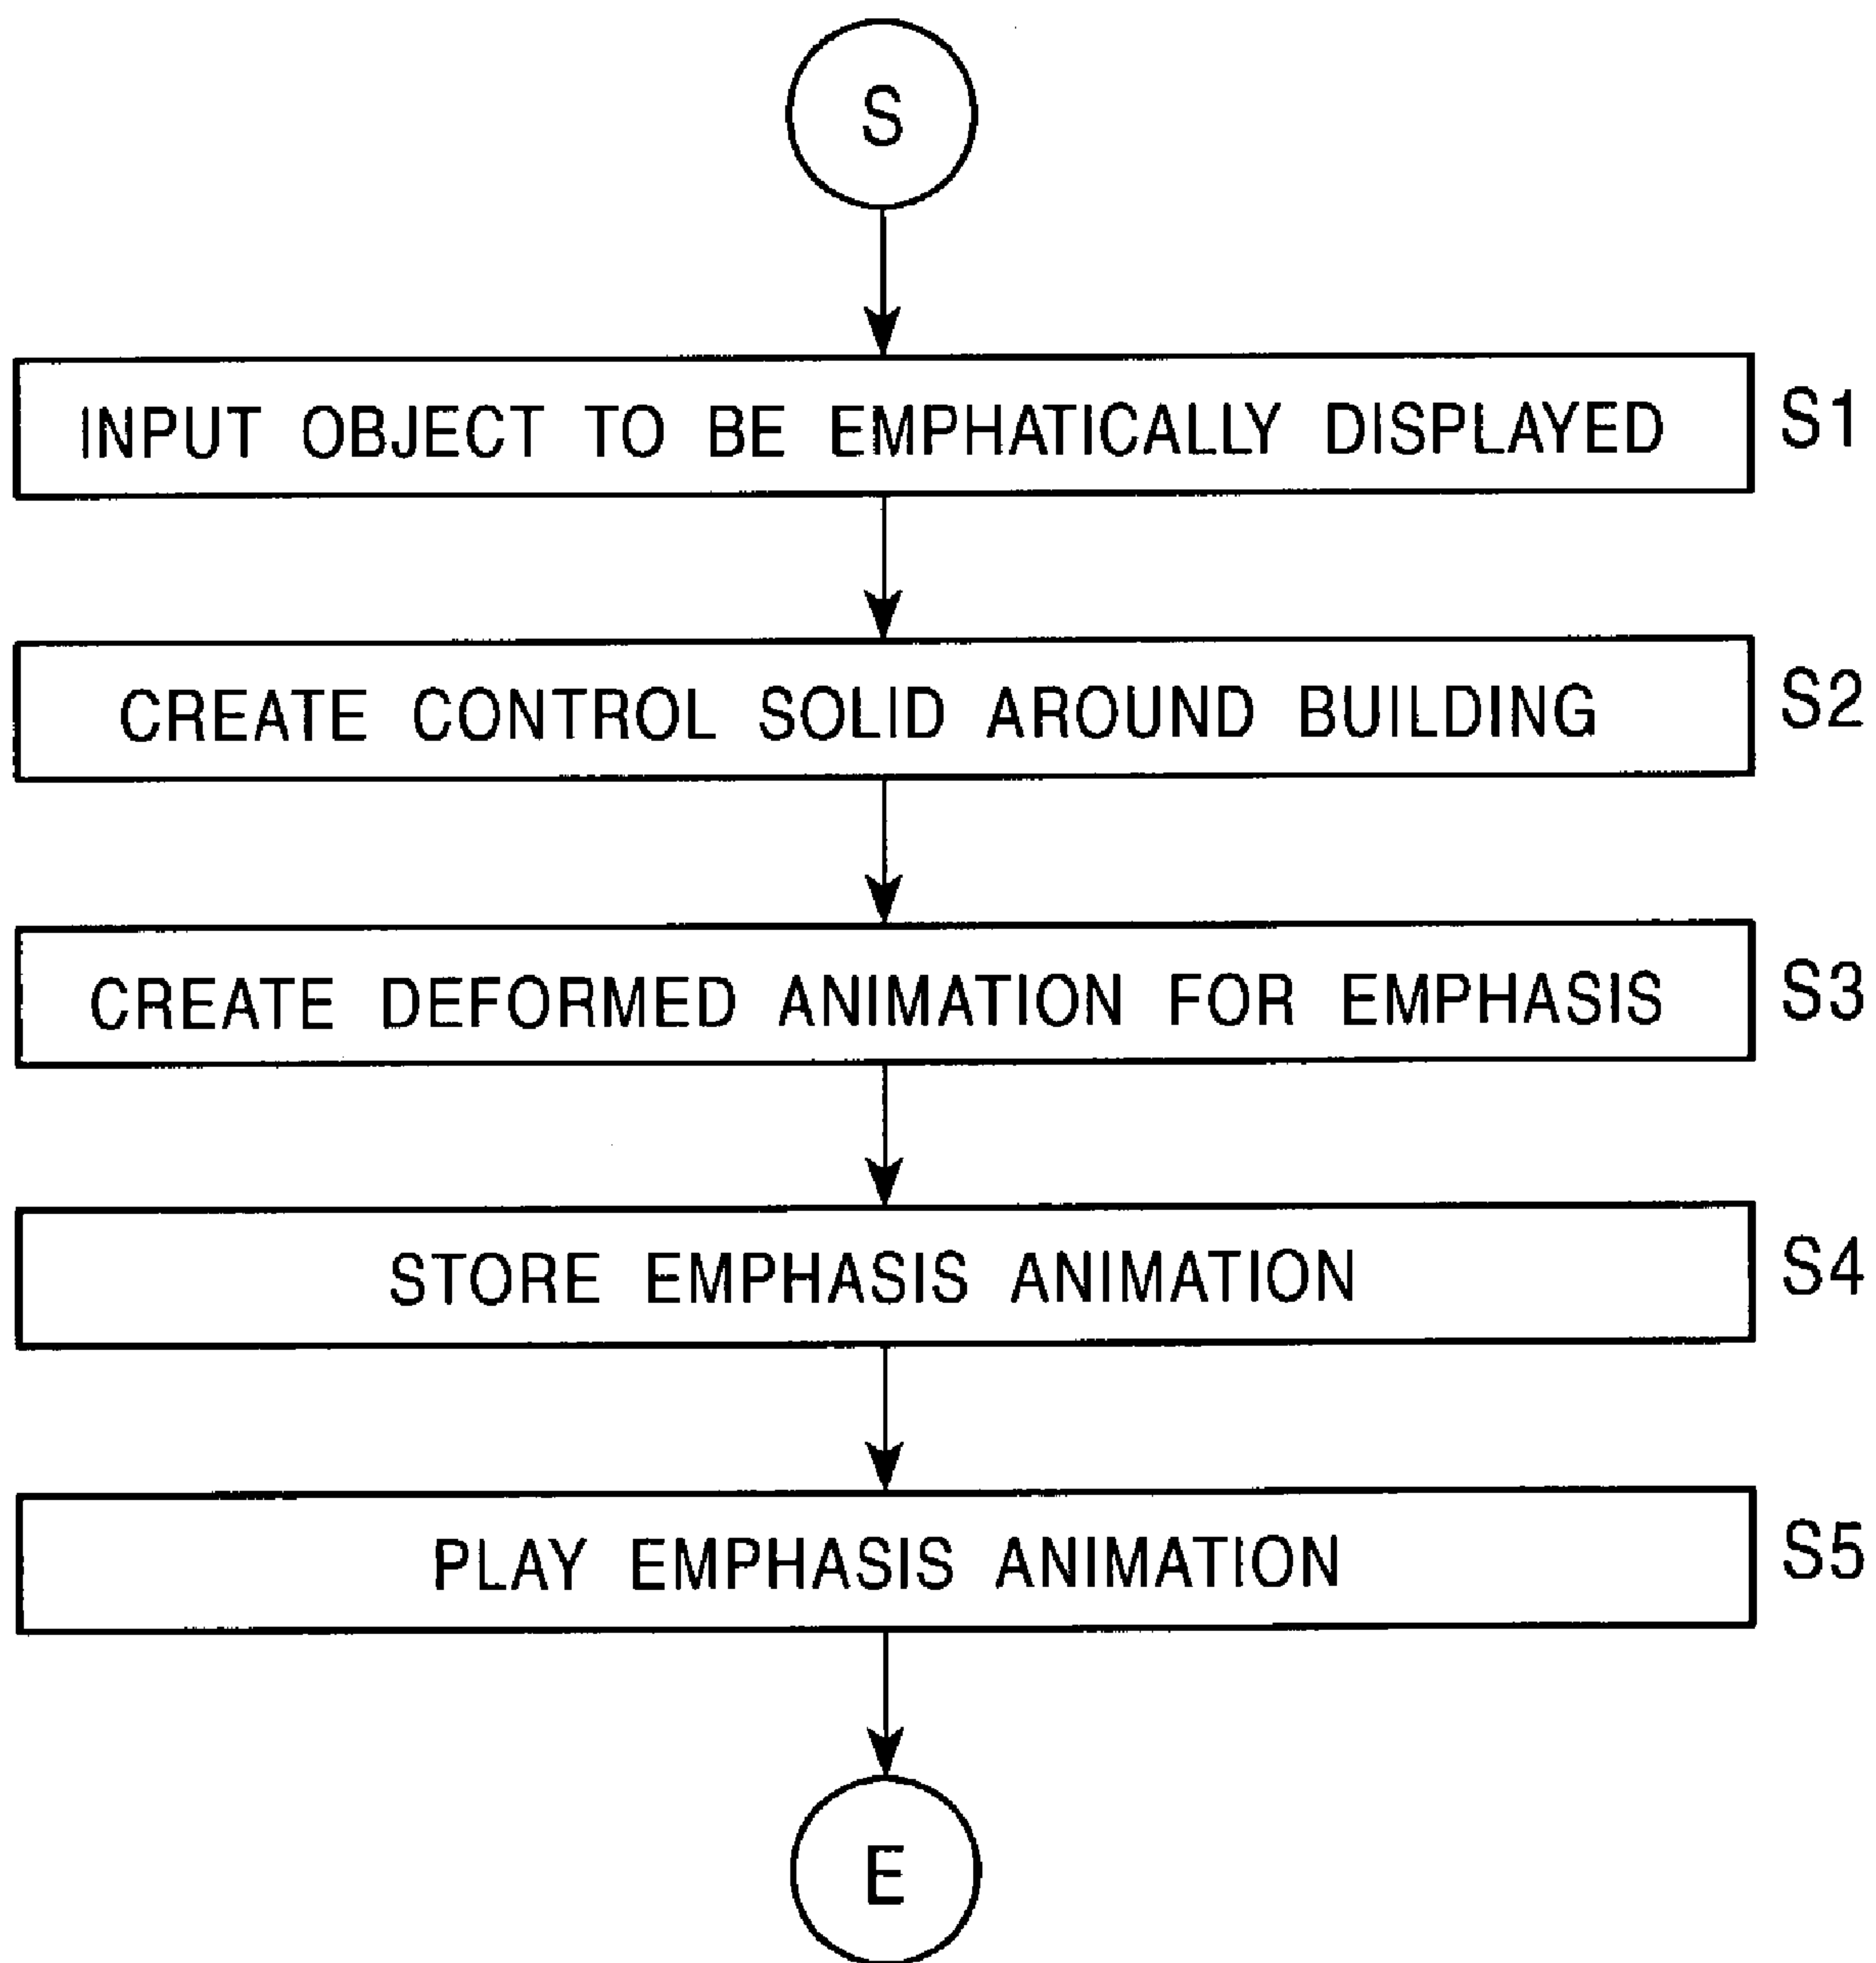 S
INPUT OBJECT TO BE EMPHATICALLY DISPLAYED S1
CREATE CONTROL SOLID AROUND BUILDING S2
CREATE DEFORMED ANIMATION FOR EMPHASIS S3
STORE EMPHASIS ANIMATION S4
PLAY EMPHASIS ANIMATION S5
E